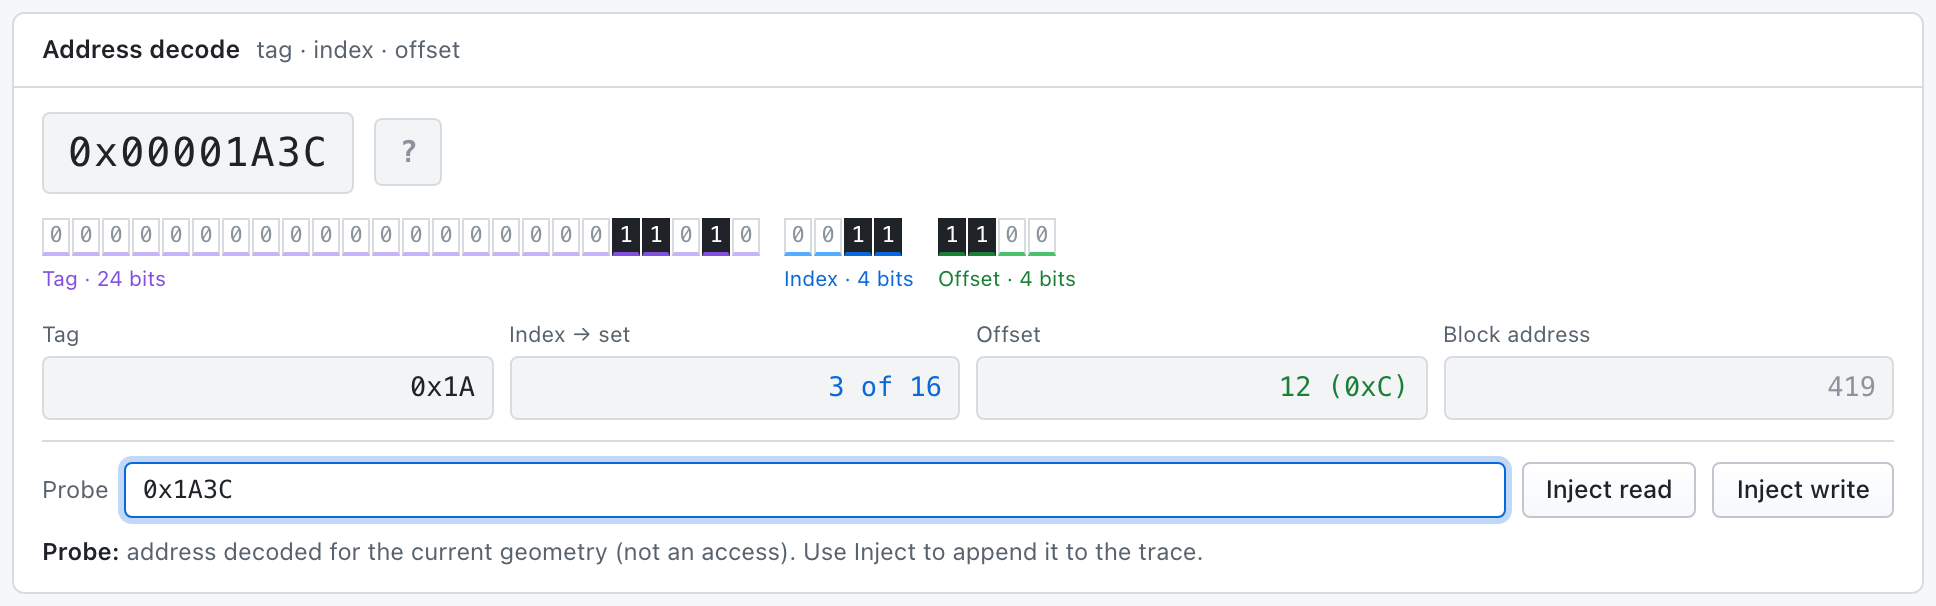 Address decode tag · index · offset
0x00001A3C ?
0 0 0 0 0 0 0 0 0 0 0 0 0 0 0 0 0 0 0 1 1 0 1 0 0 0 1 1 1 1 0 0
Tag · 24 bits Index · 4 bits Offset · 4 bits
Tag Index → set Offset Block address
0x1A 3 of 16 12 (0xC) 419
Probe 0x1A3C Inject read Inject write
Probe: address decoded for the current geometry (not an access). Use Inject to append it to the trace.